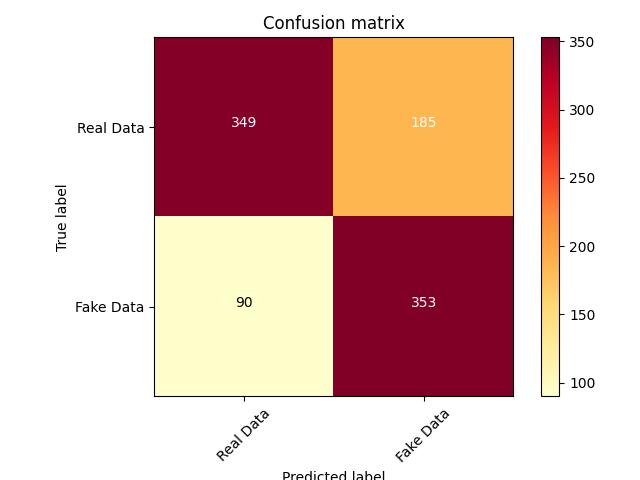 Confusion matrix
Real Data
349
185
True label
Fake Data
90
353
Real Data
Fake Data
Predicted label
350
300
250
200
150
100